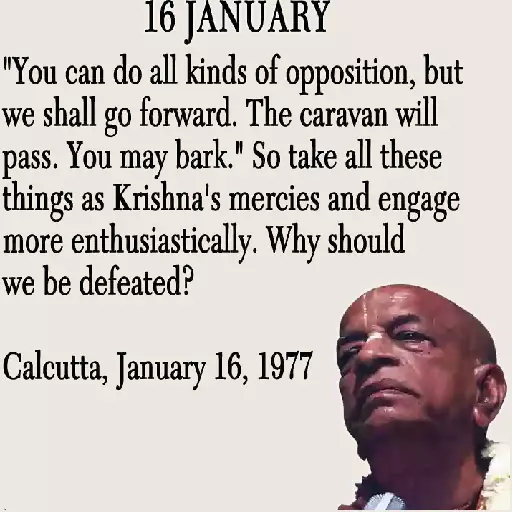 16 JANUARY
"You can do all kinds of opposition, but
we shall go forward. The caravan will
pass. You may bark." So take all these
things as Krishna's mercies and engage
more enthusiastically. Why should
we be defeated?
Calcutta, January 16, 1977